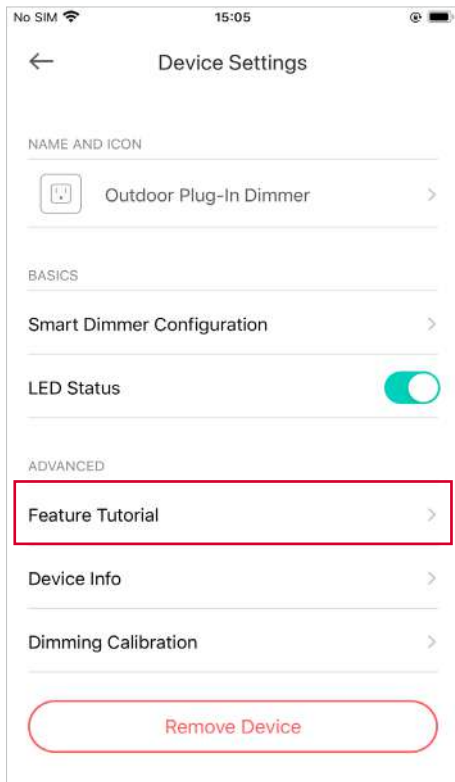 No SIM 15:05
Device Settings
NAME AND ICON
Outdoor Plug-In Dimmer
BASICS
Smart Dimmer Configuration
LED Status
ADVANCED
Feature Tutorial
Device Info
Dimming Calibration
Remove Device